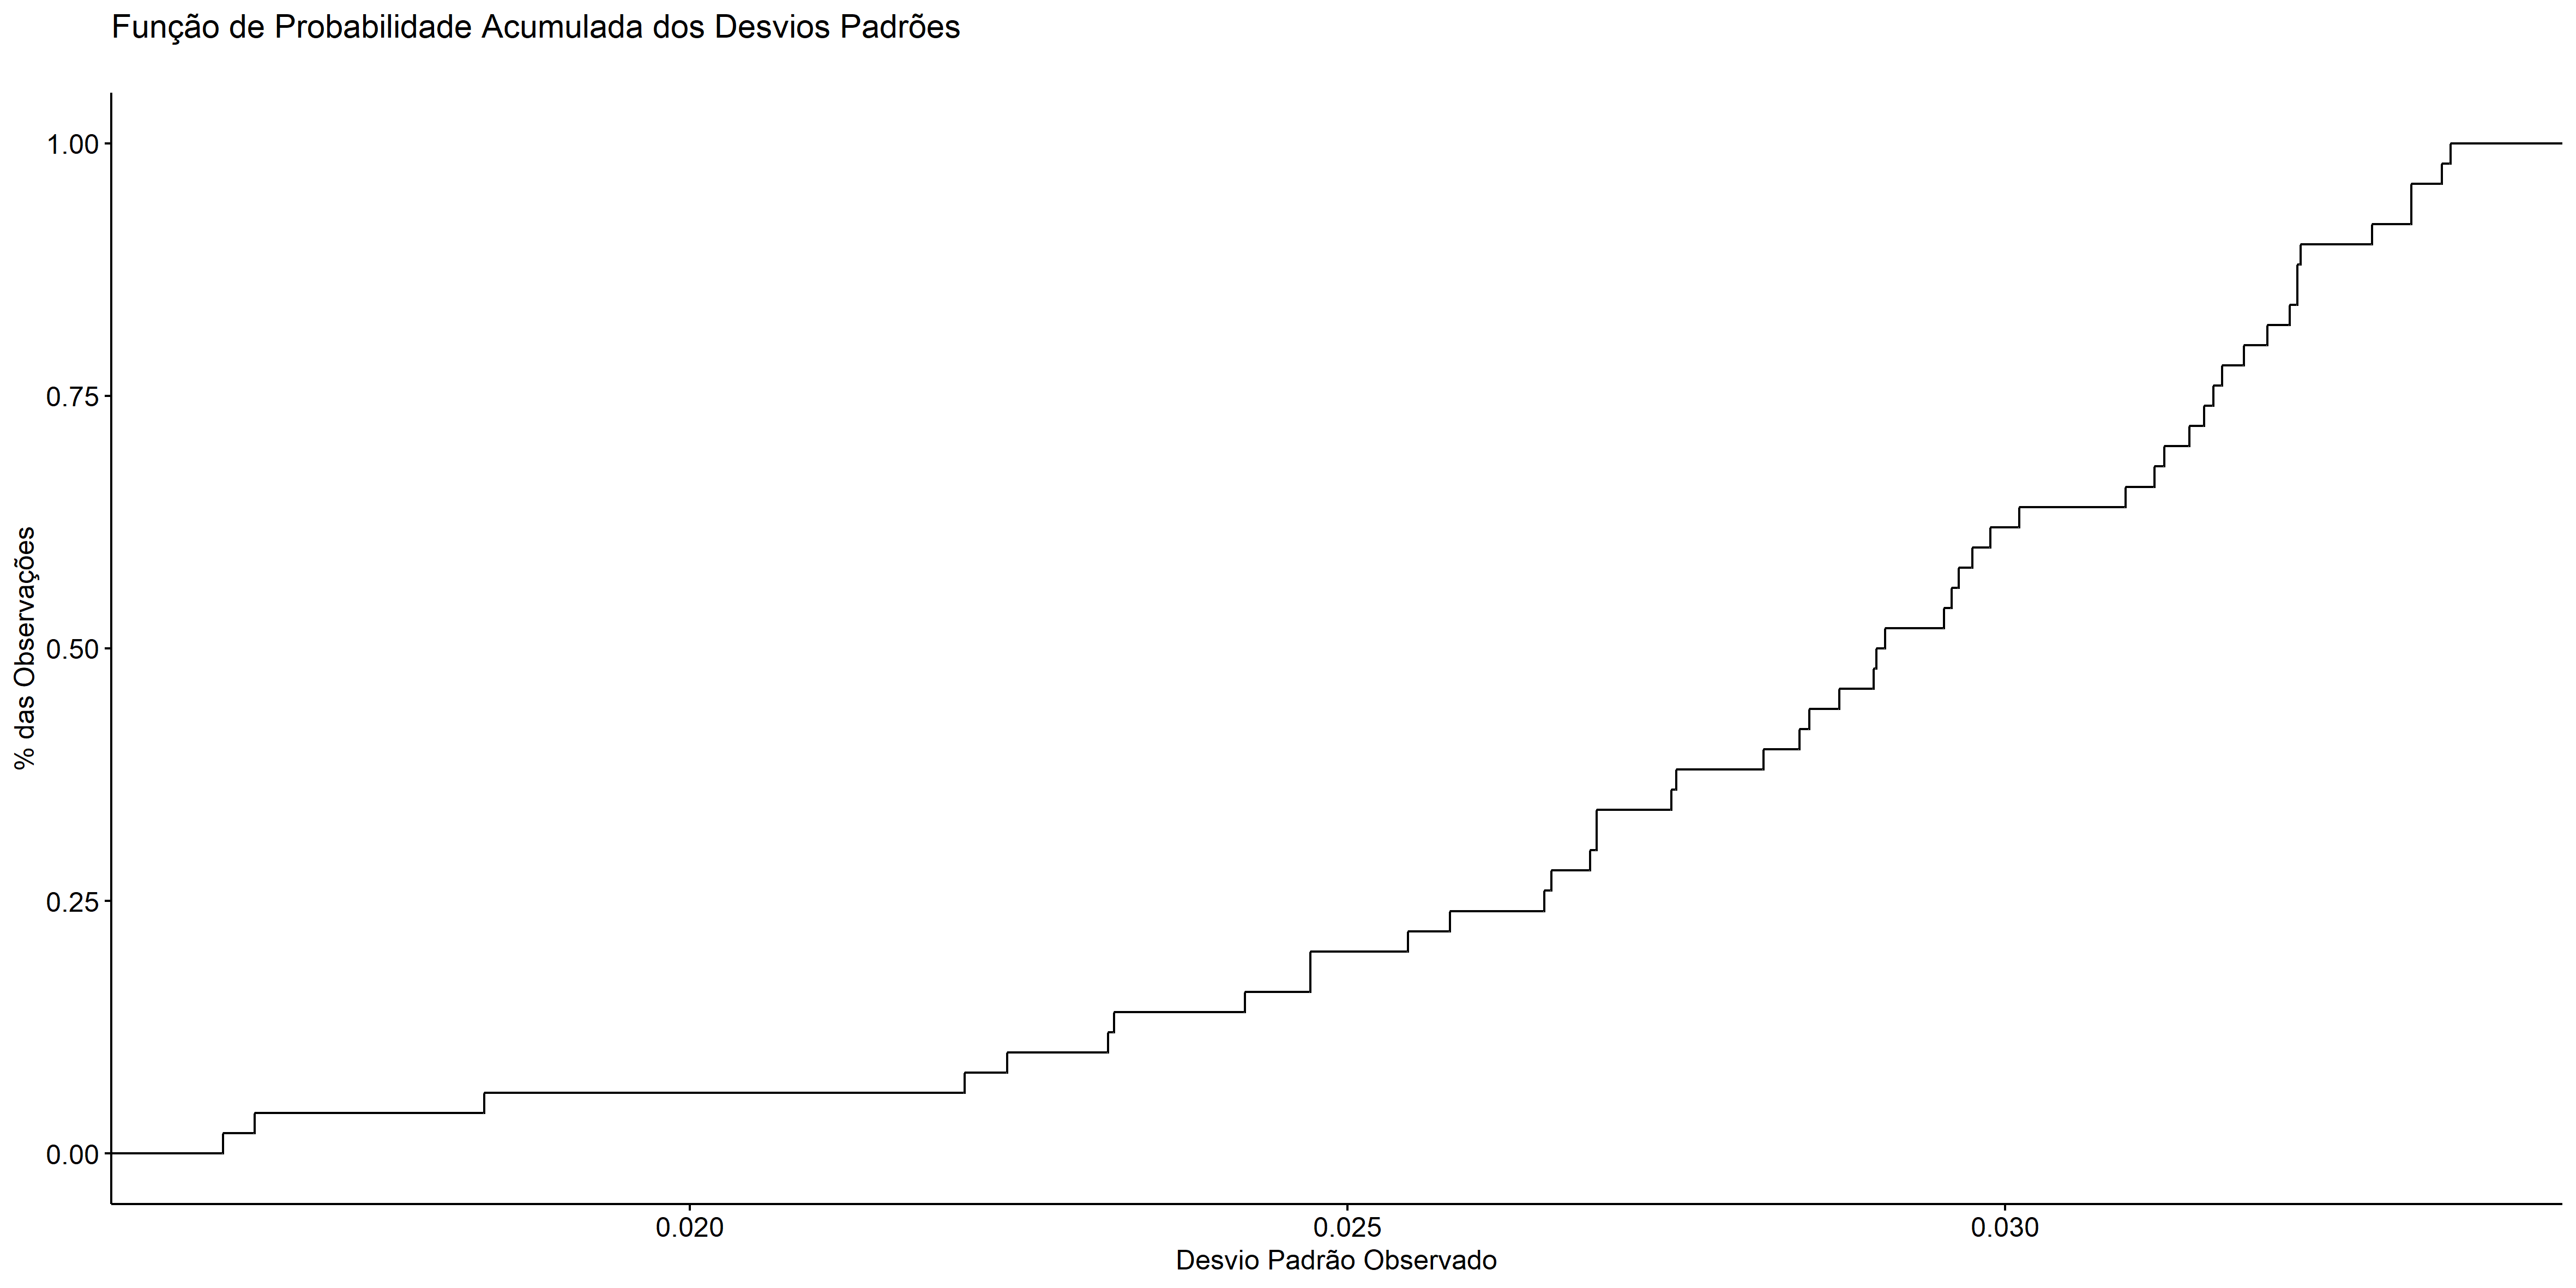 Função de Probabilidade Acumulada dos Desvios Padrões
1.00
0.75
0.50
0.25
0.00
% das Observações
0.020
0.025
0.030
Desvio Padrão Observado